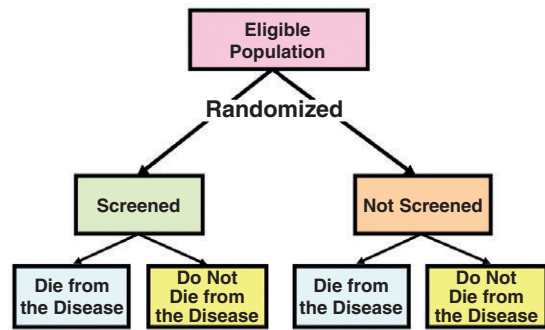 Eligible
Population
Randomized
Screened
Not Screened
Die from
the Disease
Do Not
Die from
the Disease
Die from
the Disease
Do Not
Die from
the Disease